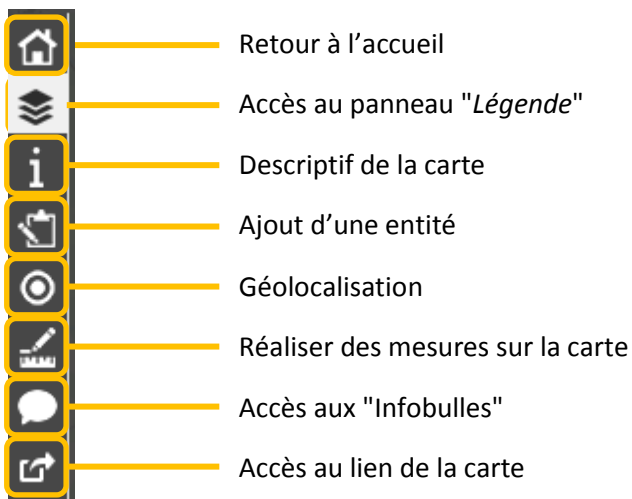 Retour à l’accueil
Accès au panneau "Légende"
Descriptif de la carte
Ajout d’une entité
Géolocalisation
Réaliser des mesures sur la carte
Accès aux "Infobulles"
Accès au lien de la carte